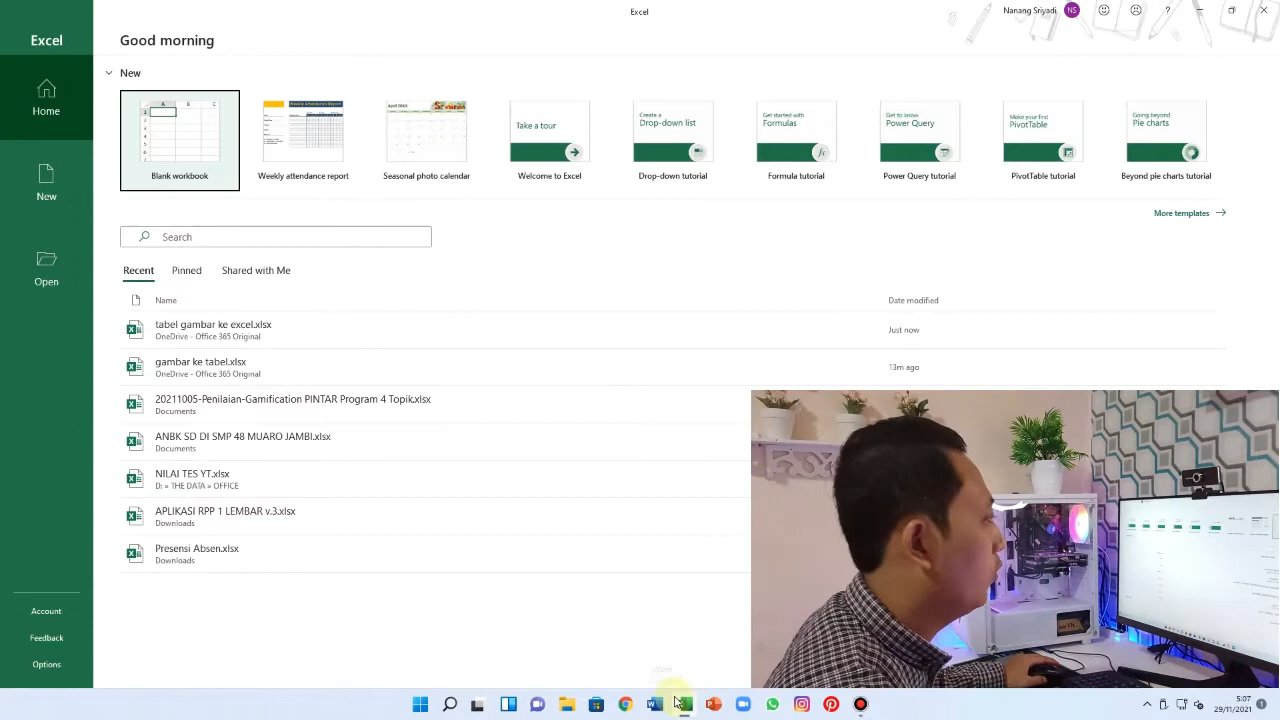 Excel
Nanang Sriyadi NS
?
Excel
Good morning
Home
New
Open
Account
Feedback
Options
New
Blank workbook
Weekly attendance report
Seasonal photo calendar
Take a tour
Welcome to Excel
Create a
Drop-down list
Drop-down tutorial
Get started with
Formulas
fx
Formula tutorial
Get to know
Power Query
Power Query tutorial
Make your first
PivotTable
PivotTable tutorial
Going beyond
Pie charts
Beyond pie charts tutorial
More templates
Search
Recent Pinned Shared with Me
Name Date modified
tabel gambar ke excel.xlsx
OneDrive - Office 365 Original
Just now
gambar ke tabel.xlsx
OneDrive - Office 365 Original
13m ago
20211005-Penilaian-Gamification PINTAR Program 4 Topik.xlsx
Documents
ANBK SD DI SMP 48 MUARO JAMBI.xlsx
Documents
NILAI TES YT.xlsx
D: » THE DATA » OFFICE
APLIKASI RPP 1 LEMBAR v.3.xlsx
Downloads
Presensi Absen.xlsx
Downloads
5:07
29/11/2021